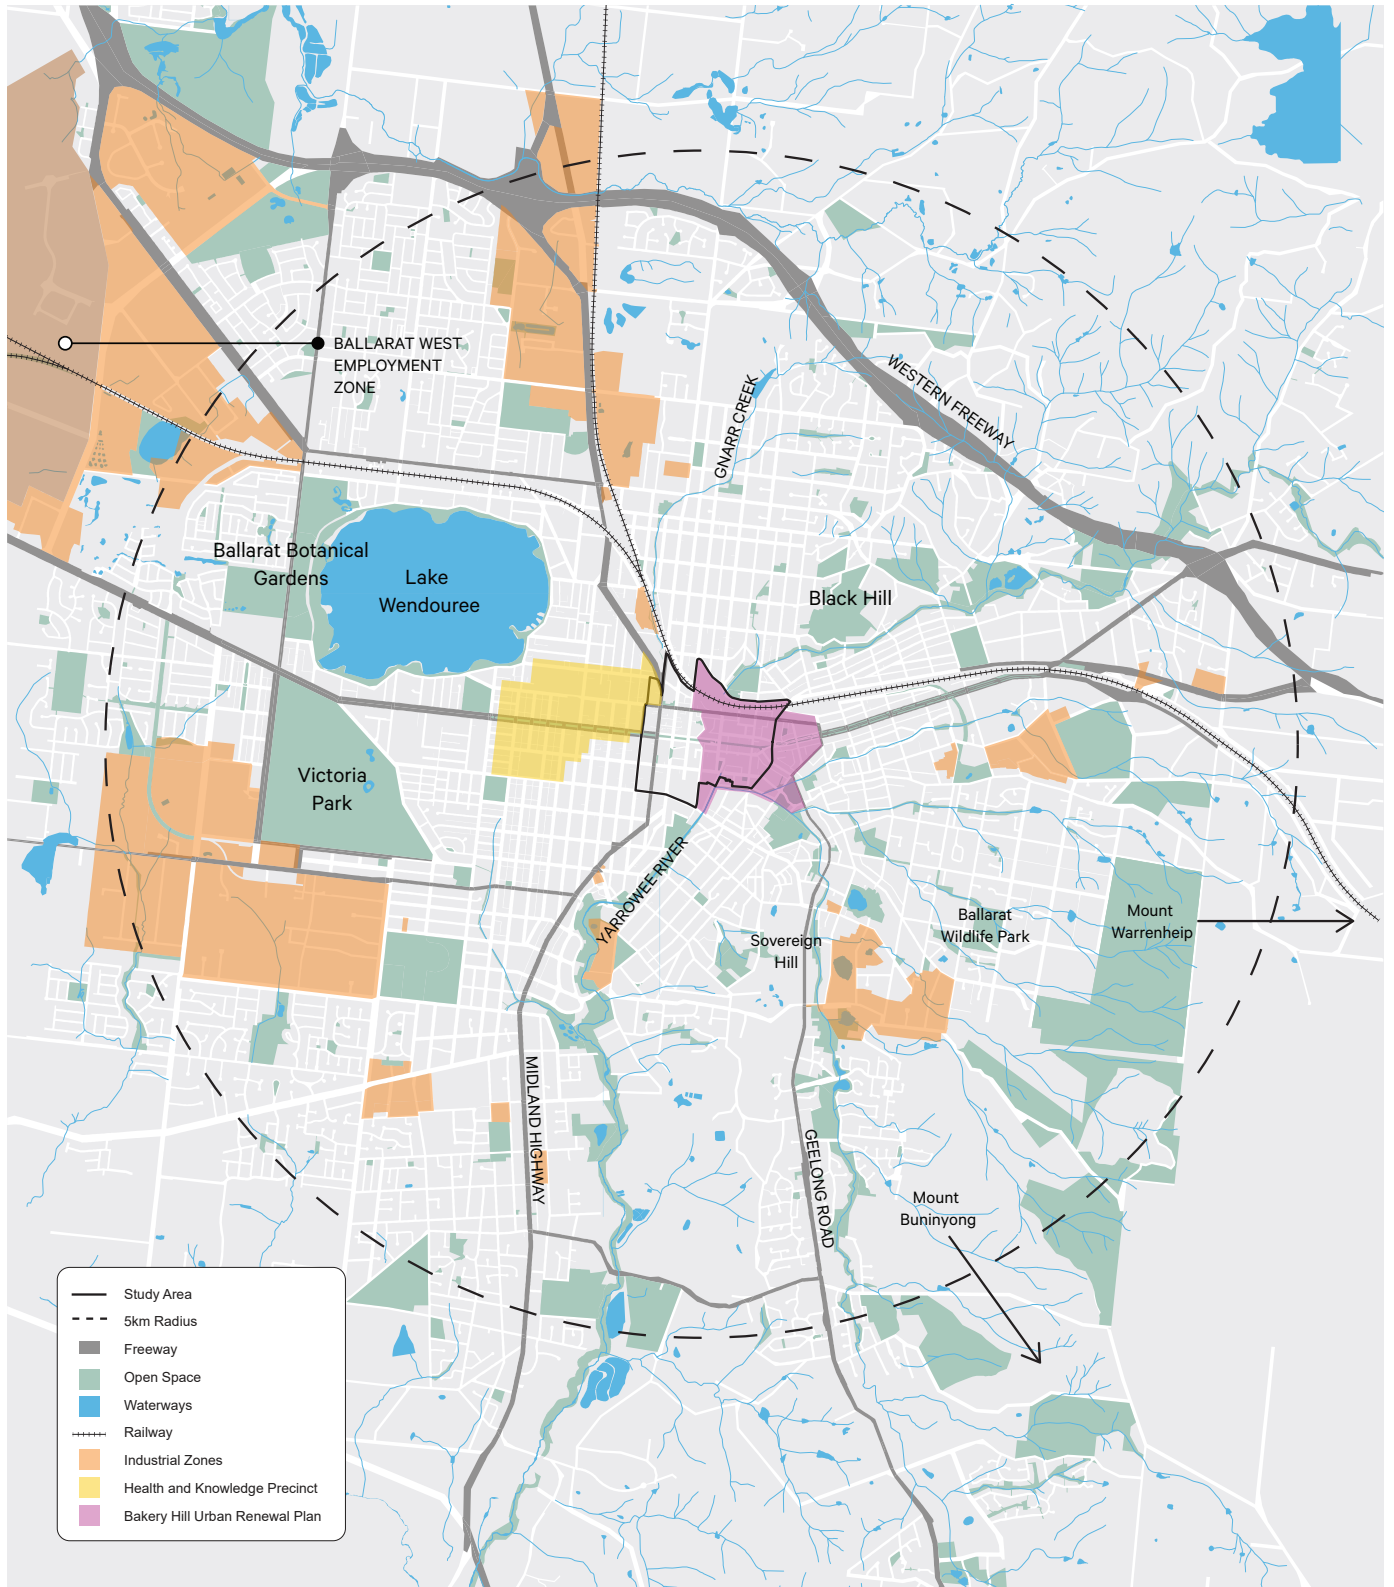 BALLARAT WEST
EMPLOYMENT
ZONE
WESTERN FREEWAY
GNARR CREEK
Ballarat Botanical
Gardens
Lake
Wendouree
Black Hill
Victoria
Park
YARROWEE RIVER
Sovereign
Hill
Ballarat
Wildlife Park
Mount
Warrenheip
MIDLAND HIGHWAY
GEELONG ROAD
Mount
Buninyong
Study Area
5km Radius
Freeway
Open Space
Waterways
Railway
Industrial Zones
Health and Knowledge Precinct
Bakery Hill Urban Renewal Plan